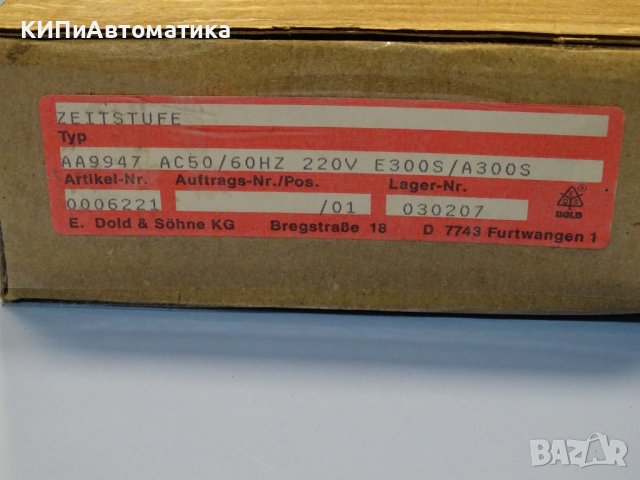 КИПиАвтоматика
ZEITSTUFE
Typ
AA9947 AC50/60HZ 220V E300S/A300S
Artikel-Nr. Auftrags-Nr./Pos. Lager-Nr.
0006221 /01 030207
DOLD
E. Dold & Söhne KG Bregstraße 18 D 7743 Furtwangen 1
BAZAR